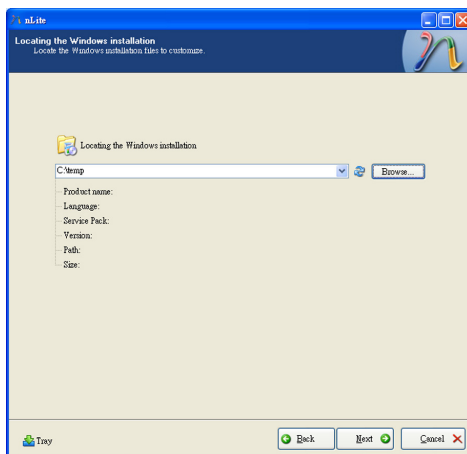 nLite
Locating the Windows installation
Locate the Windows installation files to customize.
Locating the Windows installation
C:\temp
Browse...
Product name:
Language:
Service Pack:
Version:
Path:
Size:
Tray
Back
Next
Cancel